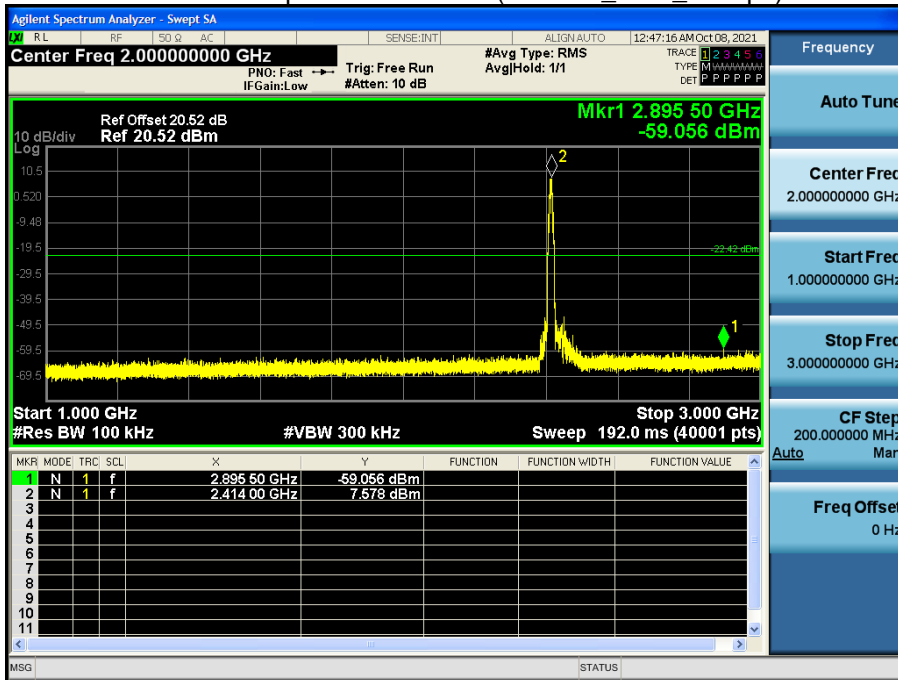 Agilent Spectrum Analyzer - Swept SA
LXI RL RF 50 Ω AC SENSE:INT ALIGN AUTO 12:47:16 AM Oct 08, 2021
Center Freq 2.000000000 GHz
#Avg Type: RMS
TRACE 1 2 3 4 5 6
PNO: Fast Trig: Free Run Avg|Hold: 1/1
TYPE M WWWWW
IFGain:Low #Atten: 10 dB
DET P P P P P P
Mkr1 2.895 50 GHz
-59.056 dBm
Ref Offset 20.52 dB
10 dB/div Ref 20.52 dBm
Log
10.5
0.520
-9.48
-19.5
-29.5
-39.5
-49.5
-59.5
-69.5
2
-22.42 dBm
1
Start 1.000 GHz Stop 3.000 GHz
#Res BW 100 kHz #VBW 300 kHz Sweep 192.0 ms (40001 pts)
MKR MODE TRC SCL X Y FUNCTION FUNCTION WIDTH FUNCTION VALUE
1 N 1 f 2.895 50 GHz -59.056 dBm
2 N 1 f 2.414 00 GHz 7.578 dBm
3
4
5
6
7
8
9
10
11
MSG STATUS
Frequency
Auto Tune
Center Freq
2.000000000 GHz
Start Freq
1.000000000 GHz
Stop Freq
3.000000000 GHz
CF Step
200.000000 MHz
Auto Man
Freq Offset
0 Hz